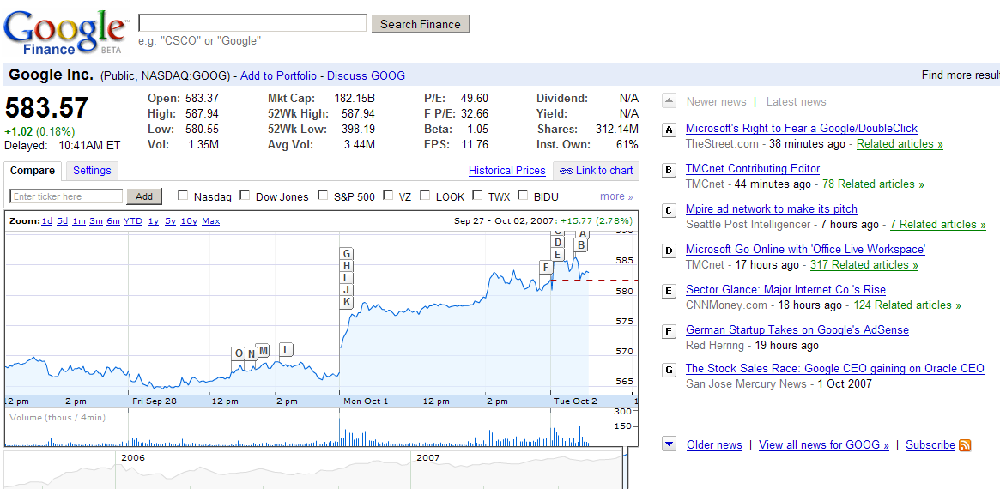 Google™
Finance BETA
Search Finance
e.g. "CSCO" or "Google"
Google Inc. (Public, NASDAQ:GOOG) - Add to Portfolio - Discuss GOOG
Find more
583.57
+1.02 (0.18%)
Delayed: 10:41AM ET
Open: 583.37 Mkt Cap: 182.15B P/E: 49.60 Dividend: N/A
High: 587.94 52Wk High: 587.94 F P/E: 32.66 Yield: N/A
Low: 580.55 52Wk Low: 398.19 Beta: 1.05 Shares: 312.14M
Vol: 1.35M Avg Vol: 3.44M EPS: 11.76 Inst. Own: 61%
Compare Settings Historical Prices Link to chart
Enter ticker here Add Nasdaq Dow Jones S&P 500 VZ LOOK TWX BIDU more »
Zoom: 1d 5d 1m 3m 6m YTD 1y 5y 10y Max Sep 27 - Oct 02, 2007: +15.77 (2.78%)
590
C A
D B
E
F
G
H
I
J
K
O N M L
585
580
575
570
565
12 pm 2 pm Fri Sep 28 12 pm 2 pm Mon Oct 1 12 pm 2 pm Tue Oct 2 1
Volume (thous / 4min)
300
150
2006 2007
Newer news | Latest news
A Microsoft's Right to Fear a Google/DoubleClick
TheStreet.com - 38 minutes ago - Related articles »
B TMCnet Contributing Editor
TMCnet - 44 minutes ago - 78 Related articles »
C Mpire ad network to make its pitch
Seattle Post Intelligencer - 7 hours ago - 7 Related articles »
D Microsoft Go Online with 'Office Live Workspace'
TMCnet - 17 hours ago - 317 Related articles »
E Sector Glance: Major Internet Co.'s Rise
CNNMoney.com - 18 hours ago - 124 Related articles »
F German Startup Takes on Google's AdSense
Red Herring - 19 hours ago
G The Stock Sales Race: Google CEO gaining on Oracle CEO
San Jose Mercury News - 1 Oct 2007
Older news | View all news for GOOG » | Subscribe